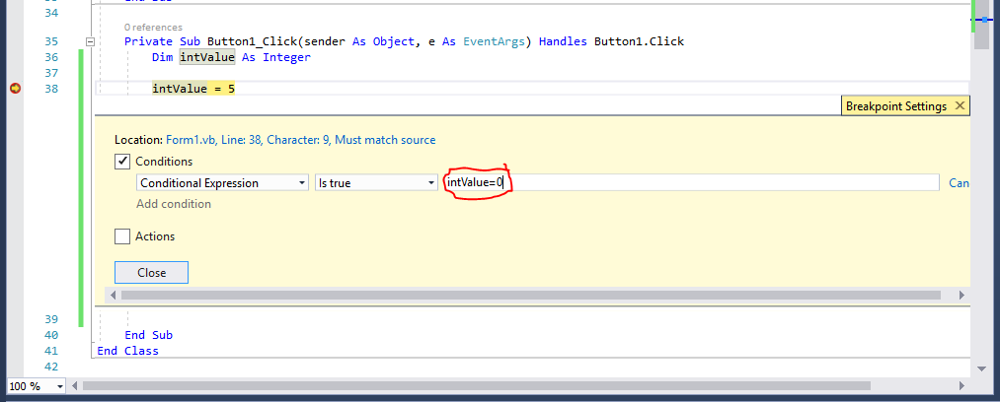 34
0 references
35 Private Sub Button1_Click(sender As Object, e As EventArgs) Handles Button1.Click
36 Dim intValue As Integer
37
38 intValue = 5
Breakpoint Settings
Location: Form1.vb, Line: 38, Character: 9, Must match source
Conditions
Conditional Expression Is true intValue=0 Can
Add condition
Actions
Close
39
40 End Sub
41 End Class
42
100 %